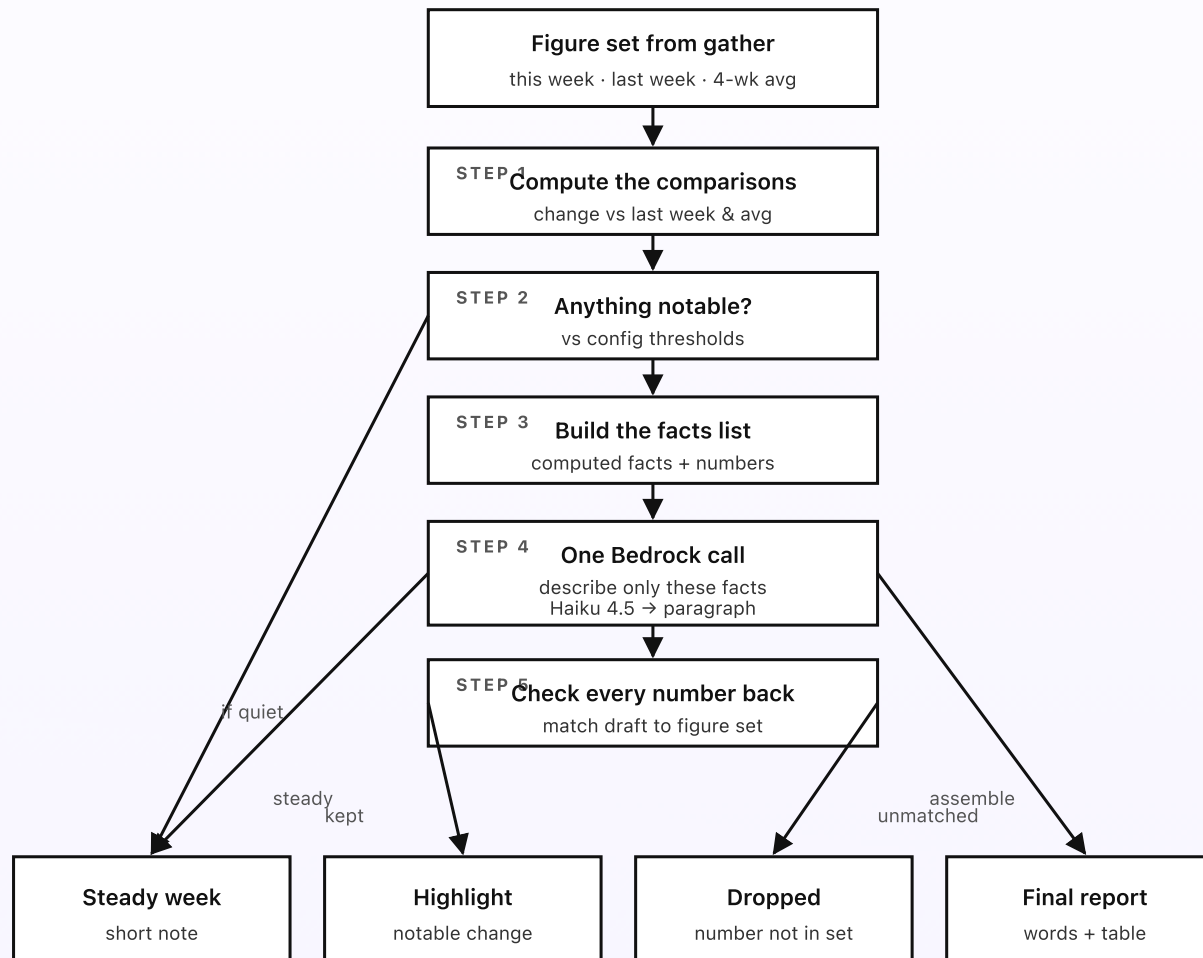 Figure set from gather
this week · last week · 4-wk avg
STEP 1
Compute the comparisons
change vs last week & avg
STEP 2
Anything notable?
vs config thresholds
STEP 3
Build the facts list
computed facts + numbers
STEP 4
One Bedrock call
describe only these facts
Haiku 4.5 → paragraph
STEP 5
Check every number back
match draft to figure set
if quiet
steady
kept
assemble
unmatched
Steady week
short note
Highlight
notable change
Dropped
number not in set
Final report
words + table